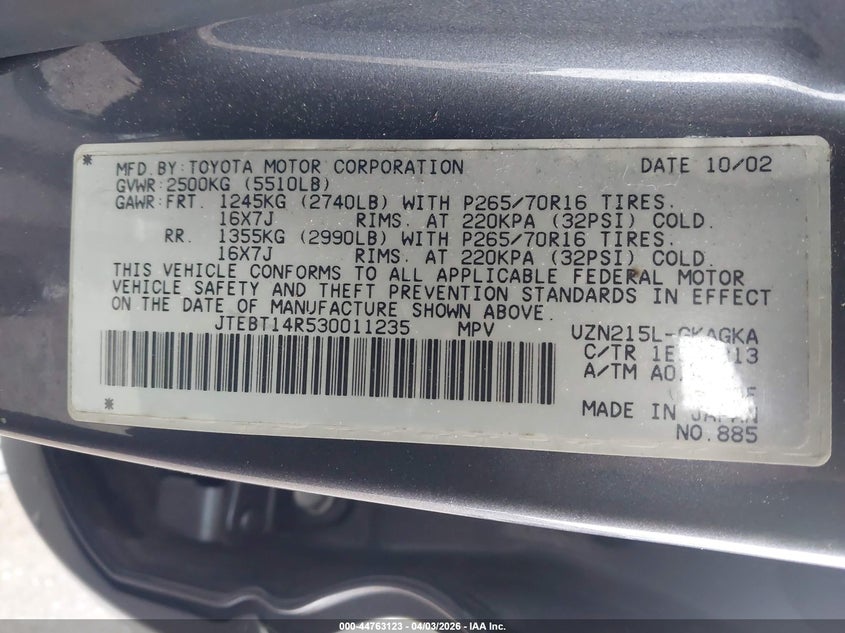 MFD.BY:TOYOTA MOTOR CORPORATION DATE 10/02
GVWR:2500KG (5510LB)
GAWR:FRT. 1245KG (2740LB) WITH P265/70R16 TIRES.
16X7J RIMS. AT 220KPA (32PSI) COLD.
RR. 1355KG (2990LB) WITH P265/70R16 TIRES.
16X7J RIMS. AT 220KPA (32PSI) COLD.
THIS VEHICLE CONFORMS TO ALL APPLICABLE FEDERAL MOTOR
VEHICLE SAFETY AND THEFT PREVENTION STANDARDS IN EFFECT
ON THE DATE OF MANUFACTURE SHOWN ABOVE.
JTEBT14R530011235 MPV VZN215L-GKAGKA
C/TR
A/TM
MADE IN JAPAN
NO.885
000-44763123 - 04/03/2026 - IAA Inc.